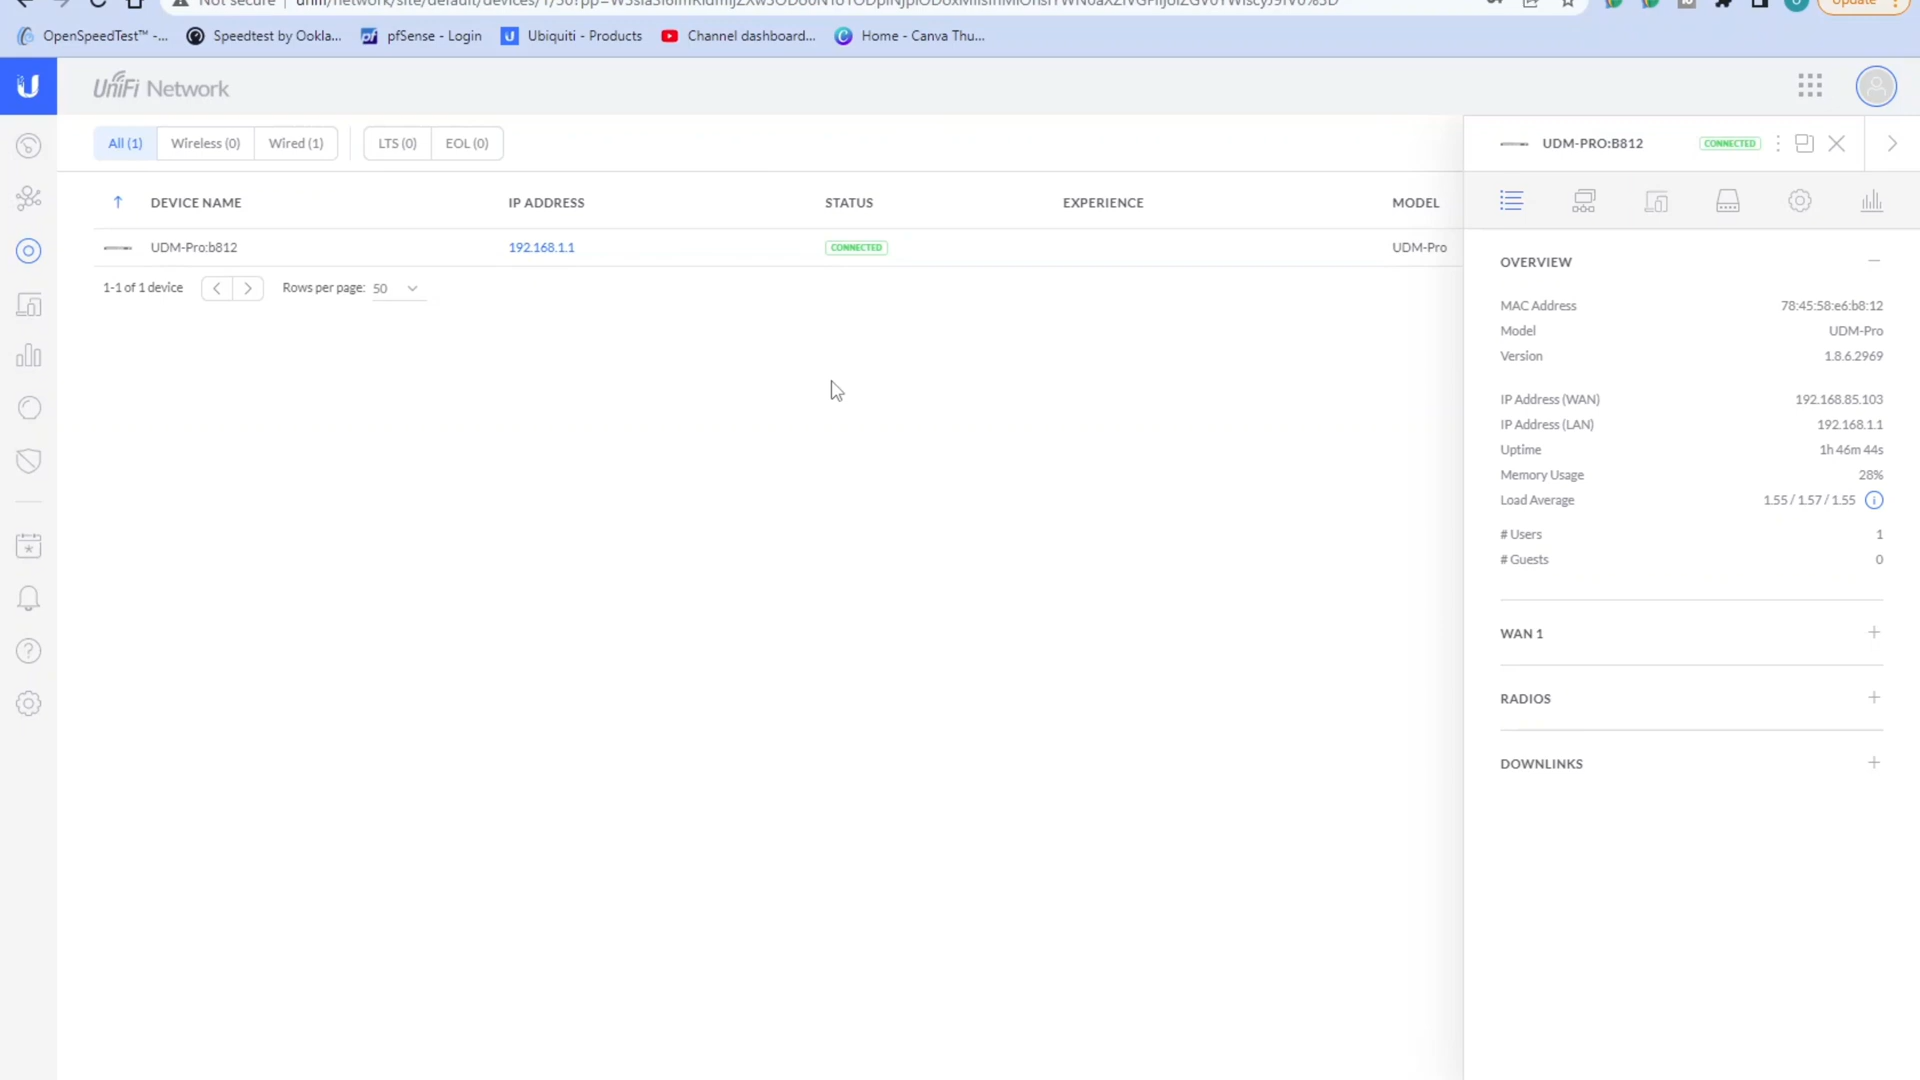 Not secure
Update
OpenSpeedTest™ -... Speedtest by Ookla... pfSense - Login Ubiquiti - Products Channel dashboard... Home - Canva Thu...
UniFi Network
All (1) Wireless (0) Wired (1) LTS (0) EOL (0)
DEVICE NAME IP ADDRESS STATUS EXPERIENCE MODEL
UDM-Pro:b812 192.168.1.1 CONNECTED UDM-Pro
1-1 of 1 device Rows per page: 50
UDM-PRO:B812 CONNECTED
OVERVIEW
MAC Address 78:45:58:e6:b8:12
Model UDM-Pro
Version 1.8.6.2969
IP Address (WAN) 192.168.85.103
IP Address (LAN) 192.168.1.1
Uptime 1h 46m 44s
Memory Usage 28%
Load Average 1.55 / 1.57 / 1.55
# Users 1
# Guests 0
WAN 1
RADIOS
DOWNLINKS